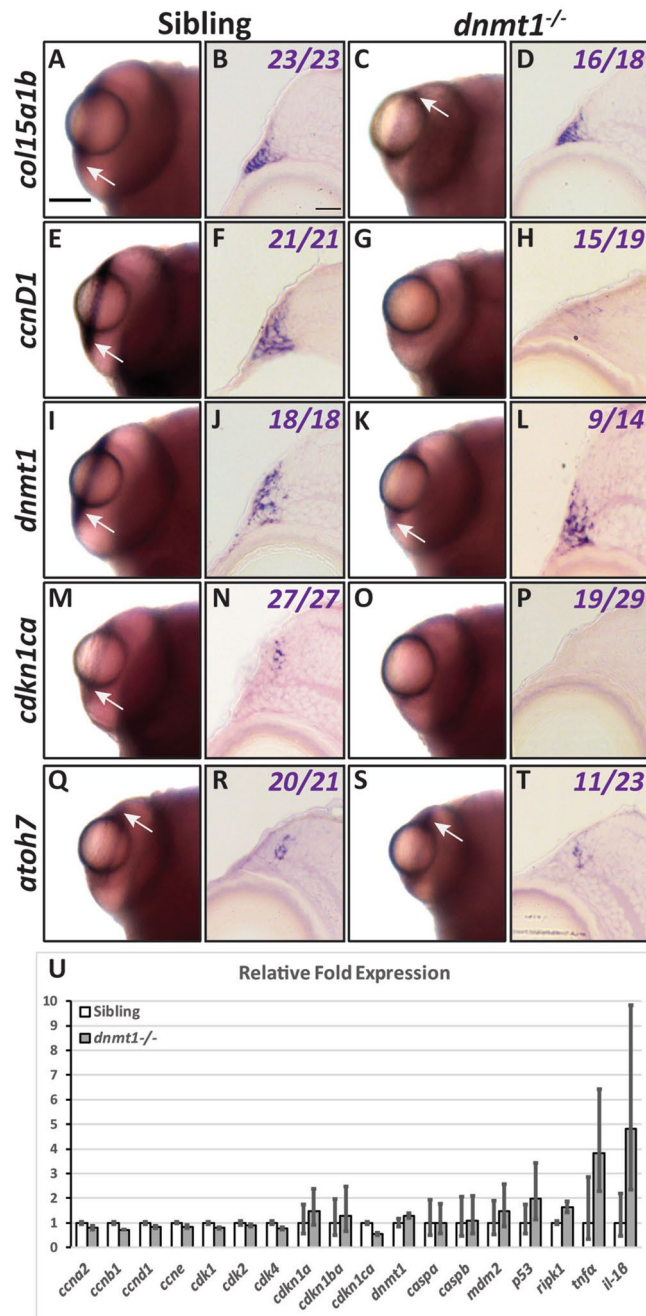 Sibling dnmt1-/-
col15a1b
A B 23/23 C D 16/18
ccnD1
E F 21/21 G H 15/19
dnmt1
I J 18/18 K L 9/14
cdkn1ca
M N 27/27 O P 19/29
atoh7
Q R 20/21 S T 11/23
U Relative Fold Expression
Sibling
dnmt1-/-
10
9
8
7
6
5
4
3
2
1
0
ccna2 ccnb1 ccnd1 ccne cdk1 cdk2 cdk4 cdkn1a cdkn1ba cdkn1ca dnmt1 caspa caspb mdm2 p53 ripk1 tnfα il-1β